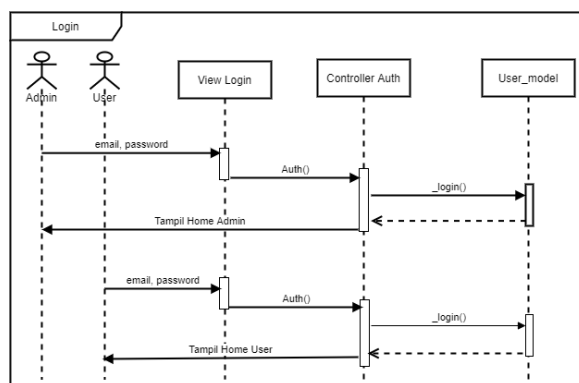 Login
Admin
User
View Login
Controller Auth
User_model
email, password
Auth()
_login()
Tampil Home Admin
email, password
Auth()
_login()
Tampil Home User